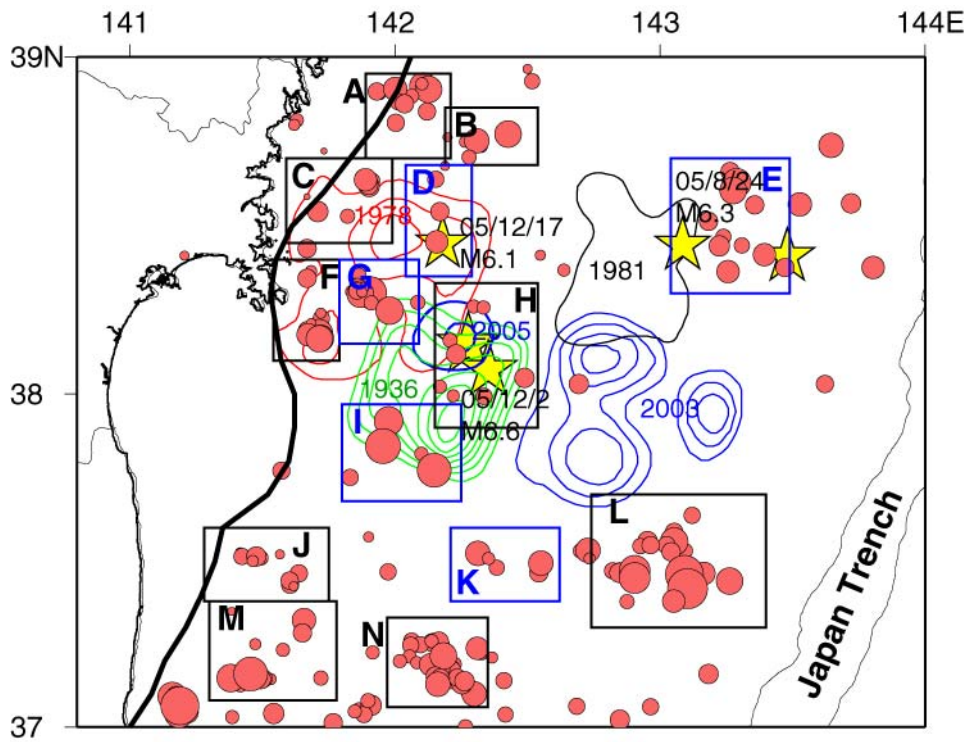 141 142 143 144E
39N
A
B
C
D
05/8/24
E
M6.3
1978
05/12/17
M6.1
1981
F
G
H
2005
38
1936
05/12/2
M6.6
2003
I
L
J
K
M
N
Japan Trench
37